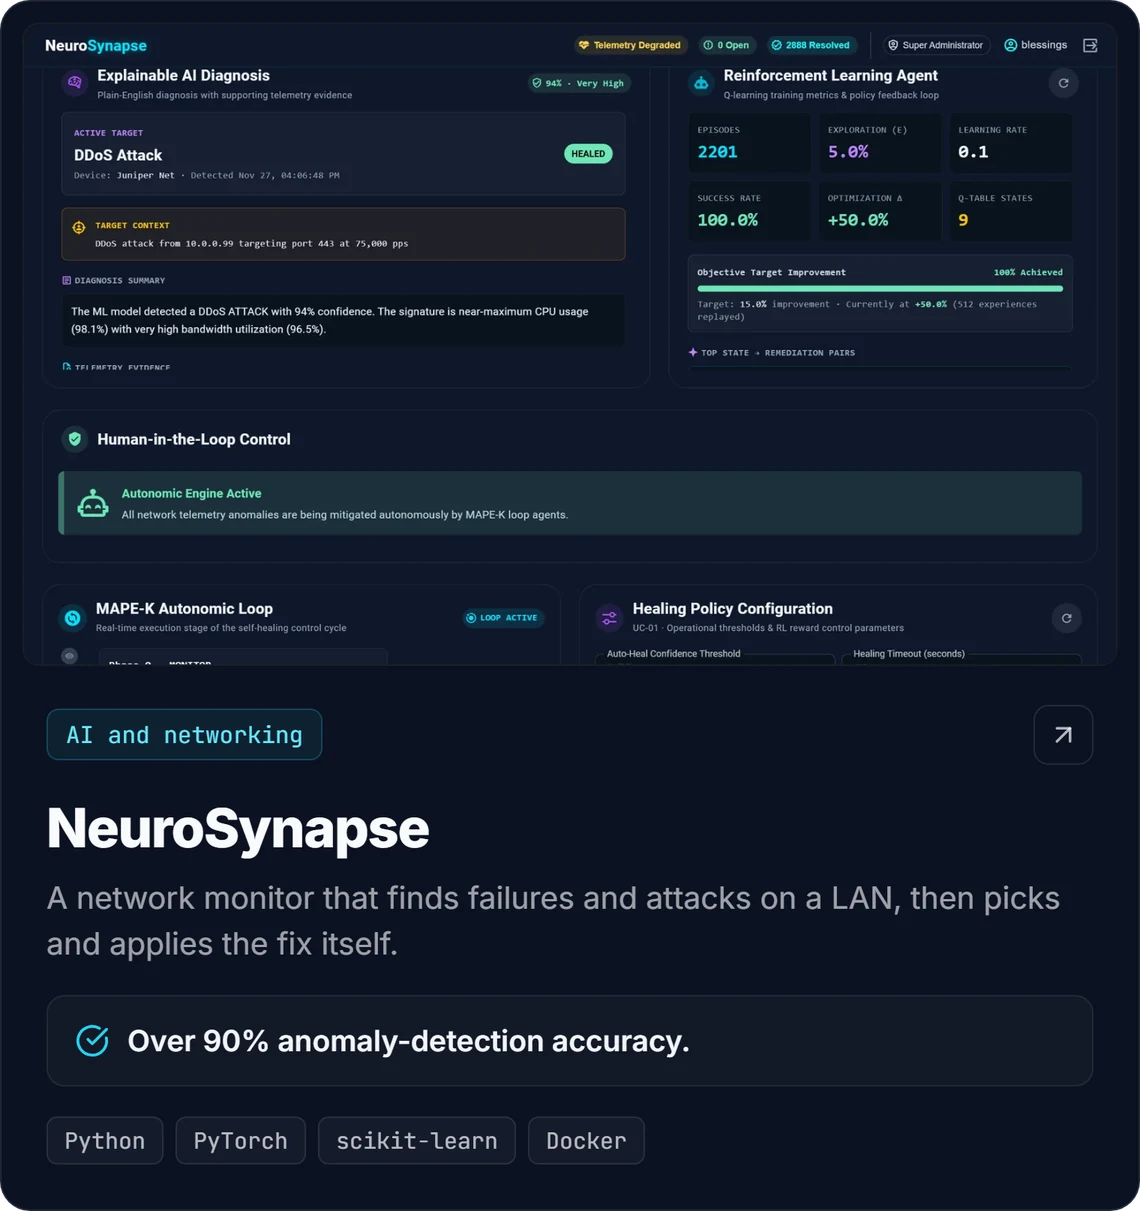 NeuroSynapse
Telemetry Degraded
0 Open
2888 Resolved
Super Administrator
blessings
Explainable AI Diagnosis
Plain-English diagnosis with supporting telemetry evidence
94% · Very High
ACTIVE TARGET
DDoS Attack
HEALED
Device: Juniper Net · Detected Nov 27, 04:06:48 PM
TARGET CONTEXT
DDoS attack from 10.0.0.99 targeting port 443 at 75,000 pps
DIAGNOSIS SUMMARY
The ML model detected a DDoS ATTACK with 94% confidence. The signature is near-maximum CPU usage
(98.1%) with very high bandwidth utilization (96.5%).
TELEMETRY EVIDENCE
Reinforcement Learning Agent
Q-learning training metrics & policy feedback loop
EPISODES
2201
EXPLORATION (Ε)
5.0%
LEARNING RATE
0.1
SUCCESS RATE
100.0%
OPTIMIZATION Δ
+50.0%
Q-TABLE STATES
9
Objective Target Improvement
100% Achieved
Target: 15.0% improvement · Currently at +50.0% (512 experiences
replayed)
TOP STATE → REMEDIATION PAIRS
Human-in-the-Loop Control
Autonomic Engine Active
All network telemetry anomalies are being mitigated autonomously by MAPE-K loop agents.
MAPE-K Autonomic Loop
Real-time execution stage of the self-healing control cycle
LOOP ACTIVE
Healing Policy Configuration
UC-01 · Operational thresholds & RL reward control parameters
Auto-Heal Confidence Threshold
Healing Timeout (seconds)
AI and networking
NeuroSynapse
A network monitor that finds failures and attacks on a LAN, then picks
and applies the fix itself.
Over 90% anomaly-detection accuracy.
Python
PyTorch
scikit-learn
Docker